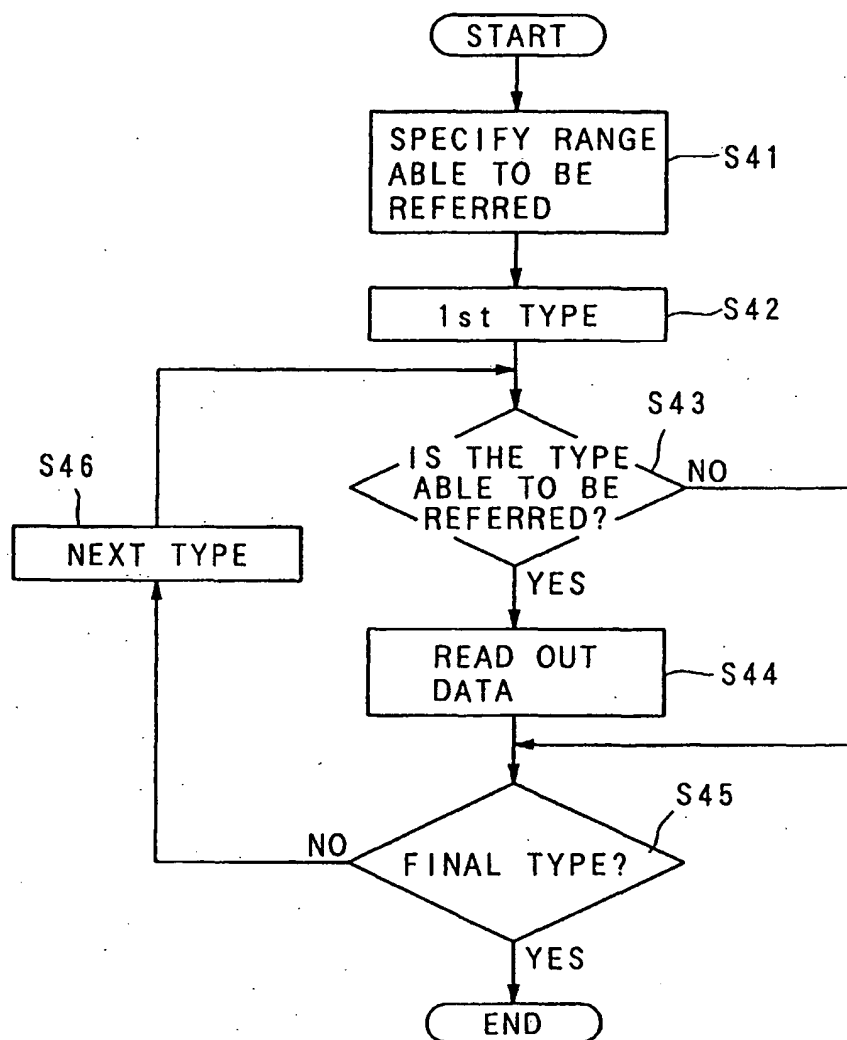 START
SPECIFY RANGE
ABLE TO BE
REFERRED
S41
1st TYPE
S42
S43
IS THE TYPE
ABLE TO BE
REFERRED?
NO
S46
NEXT TYPE
YES
READ OUT
DATA
S44
S45
NO
FINAL TYPE?
YES
END